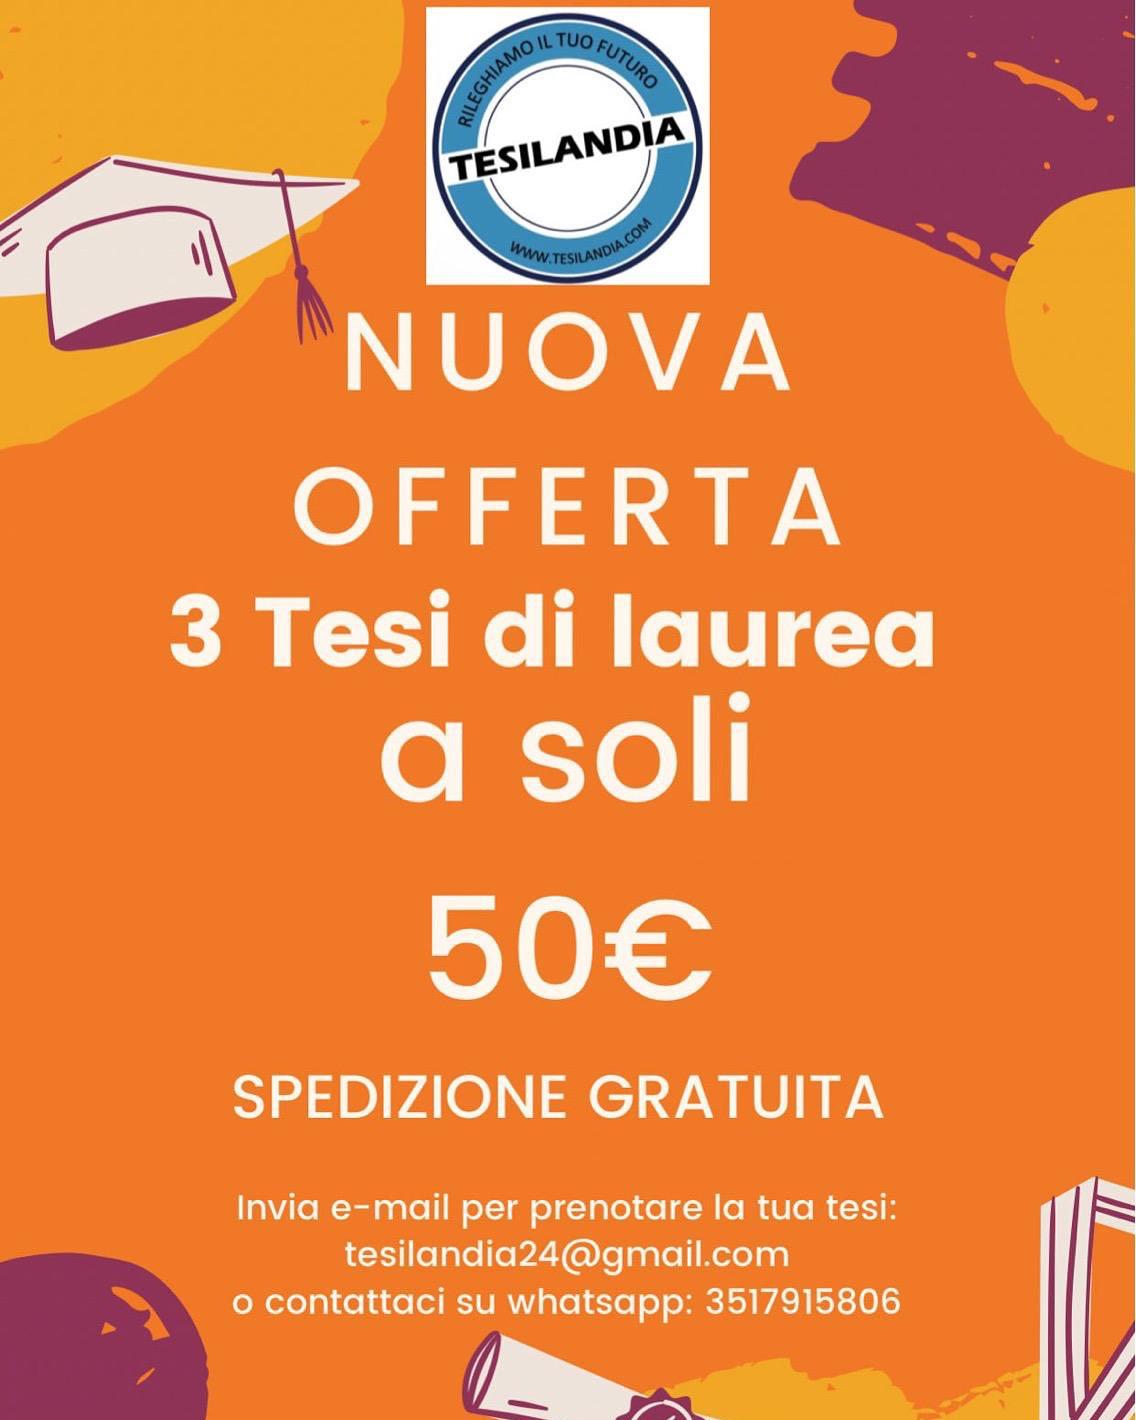 RILEGHIAMO IL TUO FUTURO
TESILANDIA
WWW.TESILANDIA.COM
NUOVA
OFFERTA
3 Tesi di laurea
a soli
50€
SPEDIZIONE GRATUITA
Invia e-mail per prenotare la tua tesi:
tesilandia24@gmail.com
o contattaci su whatsapp: 3517915806